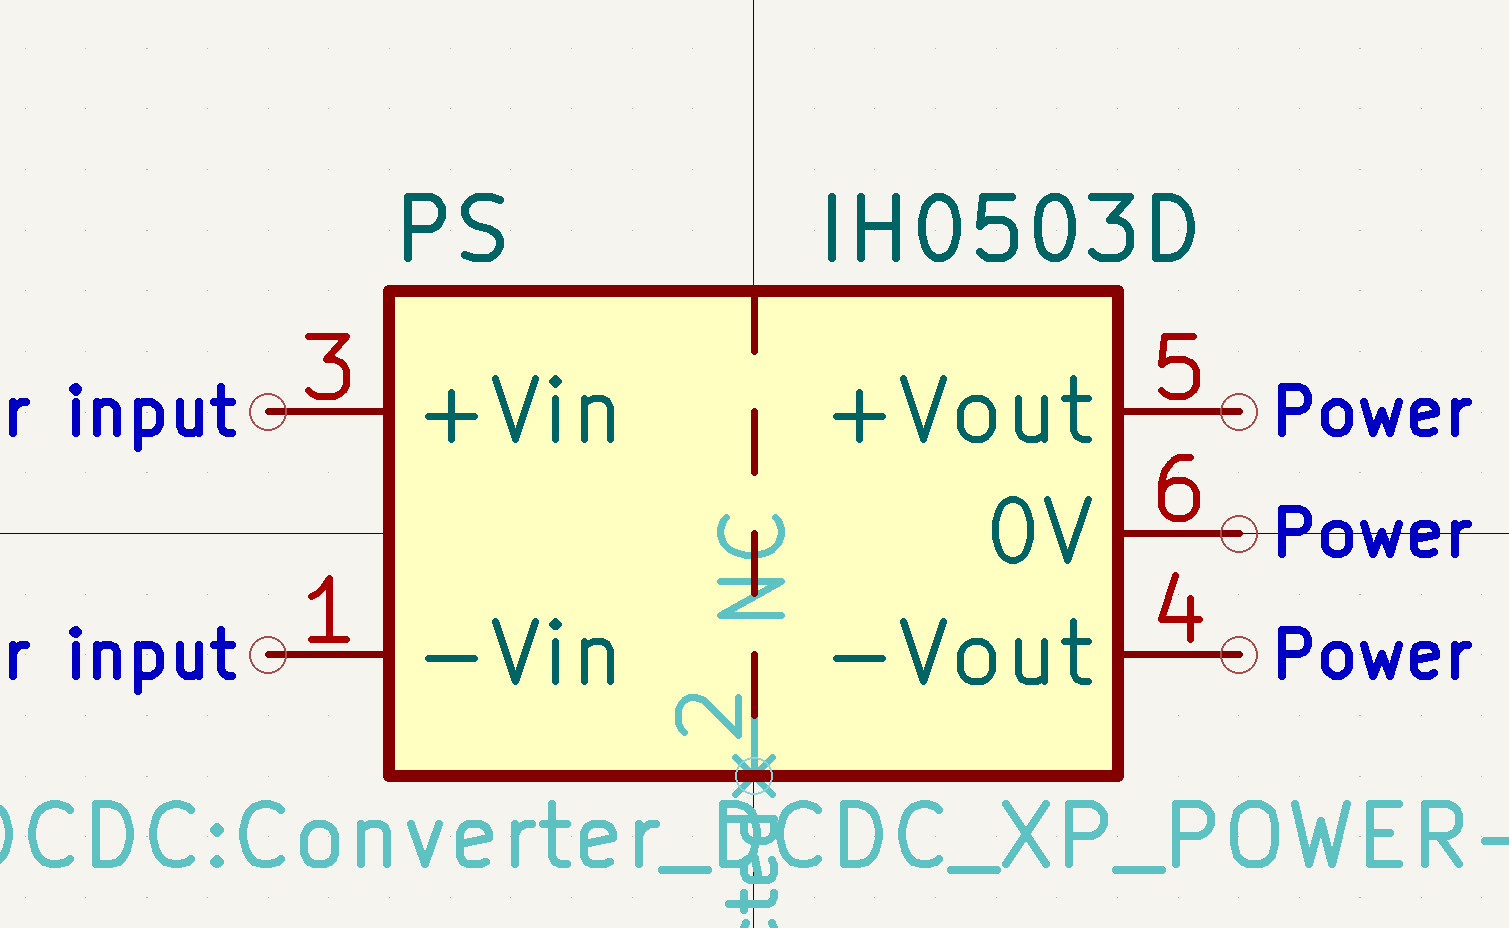 PS IH0503D
3 5
r input +Vin +Vout Power
6
0V Power
NC
1 4
r input -Vin -Vout Power
2
DCDC:Converter_DCDC_XP_POWER-
cted